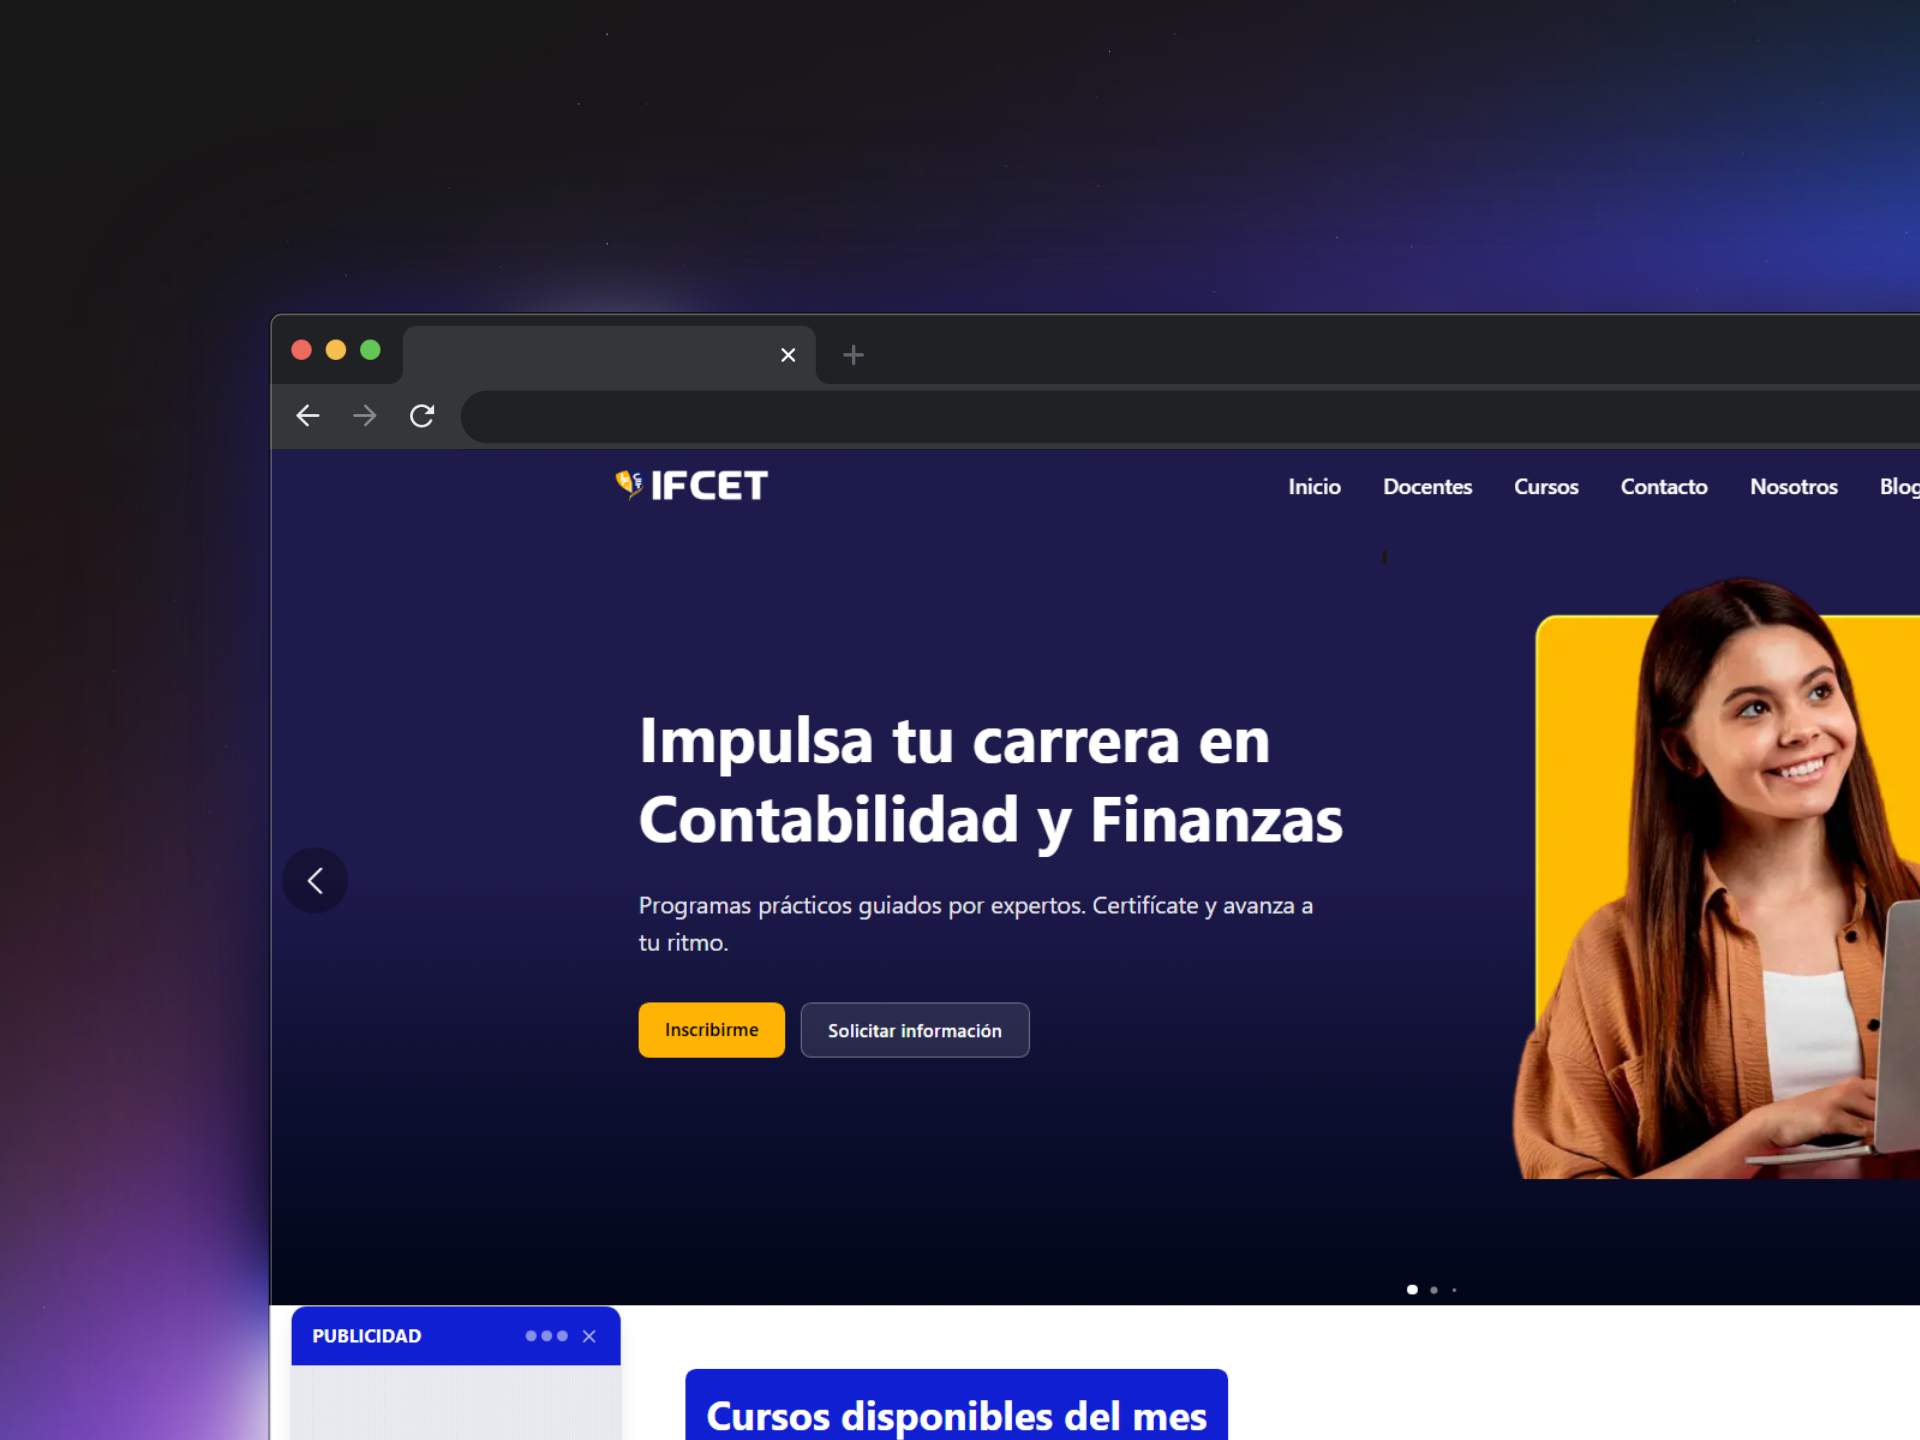 IFCET
Inicio Docentes Cursos Contacto Nosotros Blog
Impulsa tu carrera en
Contabilidad y Finanzas
Programas prácticos guiados por expertos. Certifícate y avanza a
tu ritmo.
Inscribirme Solicitar información
PUBLICIDAD
Cursos disponibles del mes